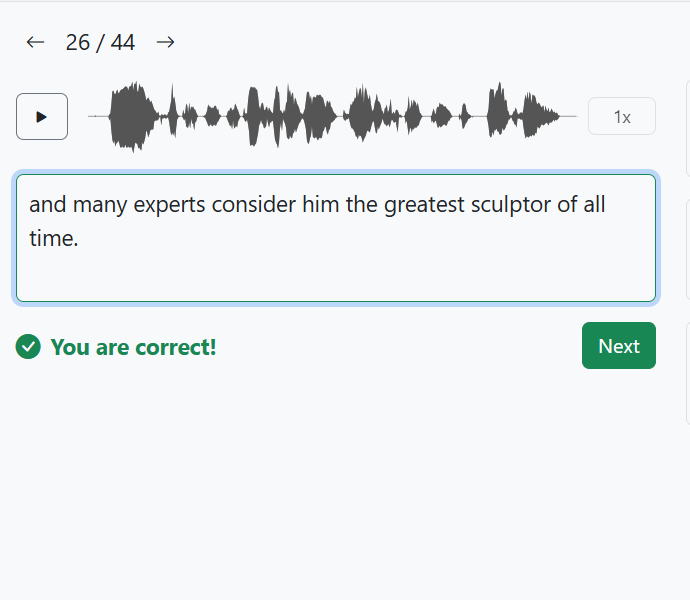 26 / 44
1x
and many experts consider him the greatest sculptor of all
time.
You are correct!
Next